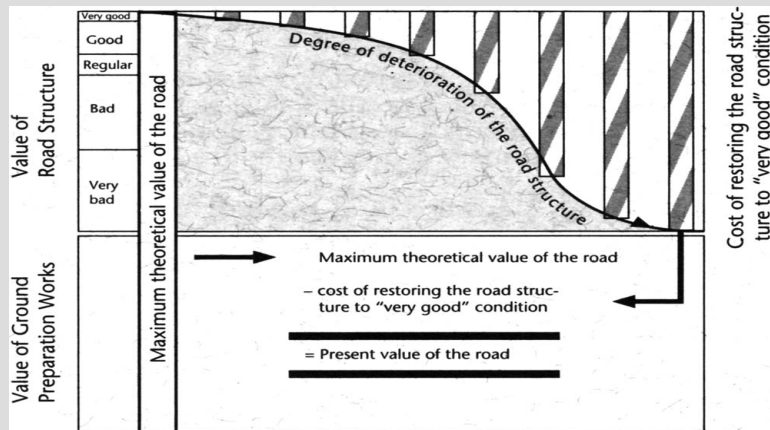 Very good
Good
Regular
Bad
Very
bad
Value of
Road Structure
Value of Ground
Preparation Works
Maximum theoretical value of the road
Degree of deterioration of the road structure
Cost of restoring the road struc-
ture to "very good" condition
Maximum theoretical value of the road
– cost of restoring the road struc-
ture to "very good" condition
= Present value of the road